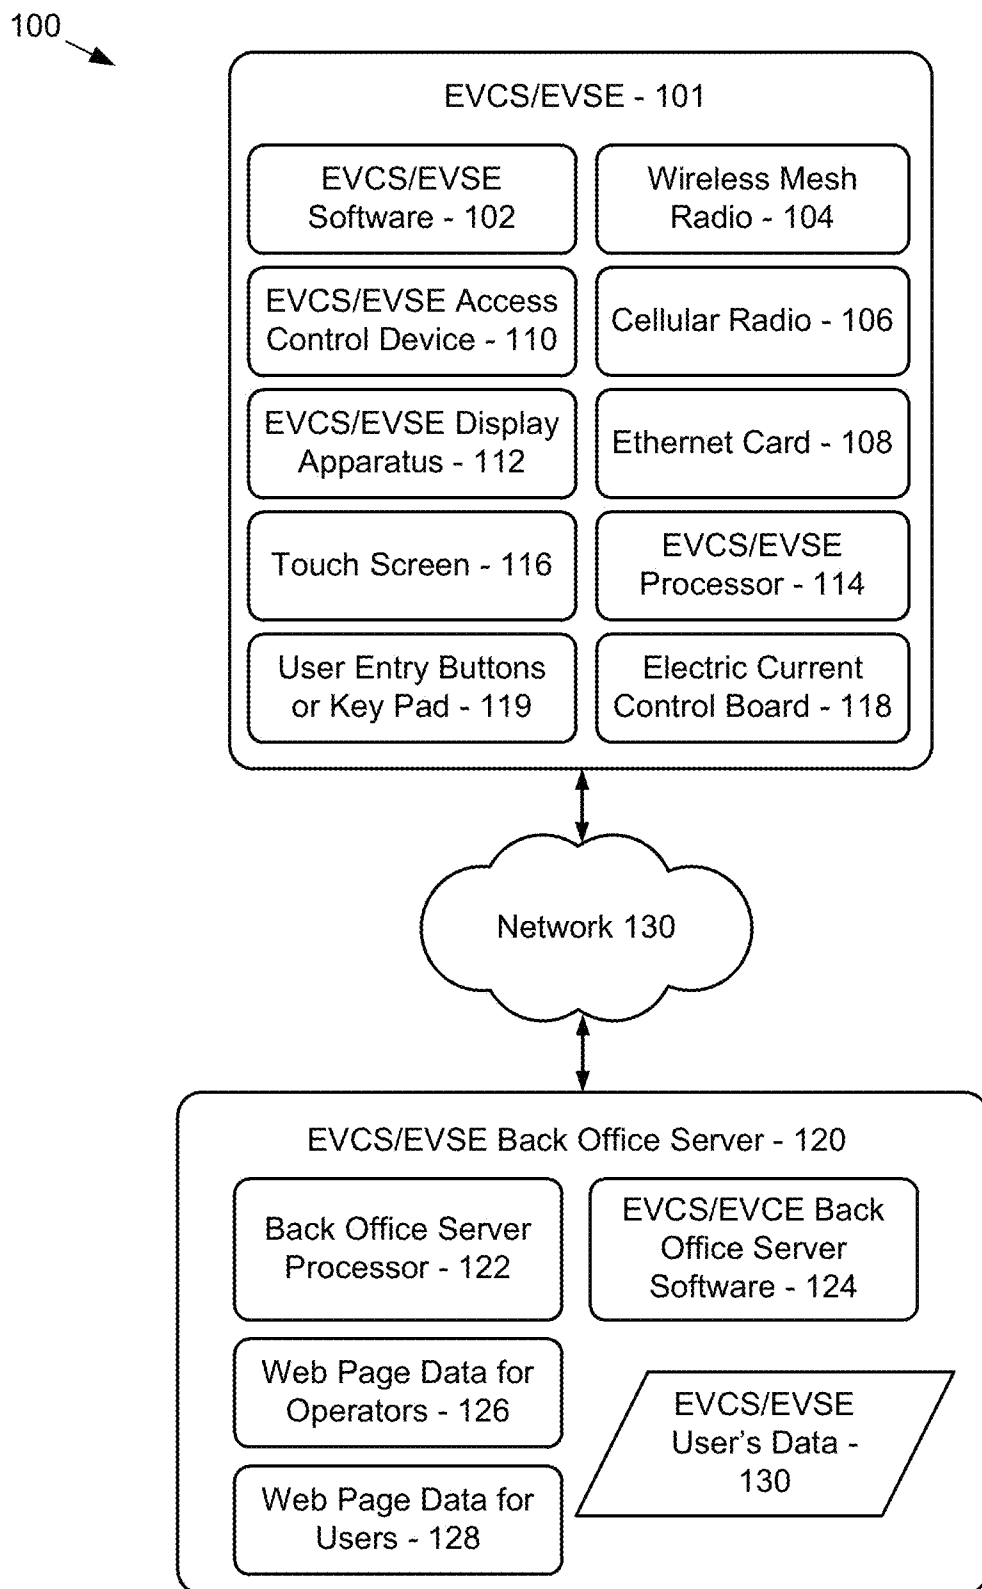 100
EVCS/EVSE - 101
EVCS/EVSE
Software - 102
Wireless Mesh
Radio - 104
EVCS/EVSE Access
Control Device - 110
Cellular Radio - 106
EVCS/EVSE Display
Apparatus - 112
Ethernet Card - 108
Touch Screen - 116
EVCS/EVSE
Processor - 114
User Entry Buttons
or Key Pad - 119
Electric Current
Control Board - 118
Network 130
EVCS/EVSE Back Office Server - 120
Back Office Server
Processor - 122
EVCS/EVCE Back
Office Server
Software - 124
Web Page Data for
Operators - 126
EVCS/EVSE
User's Data -
130
Web Page Data for
Users - 128